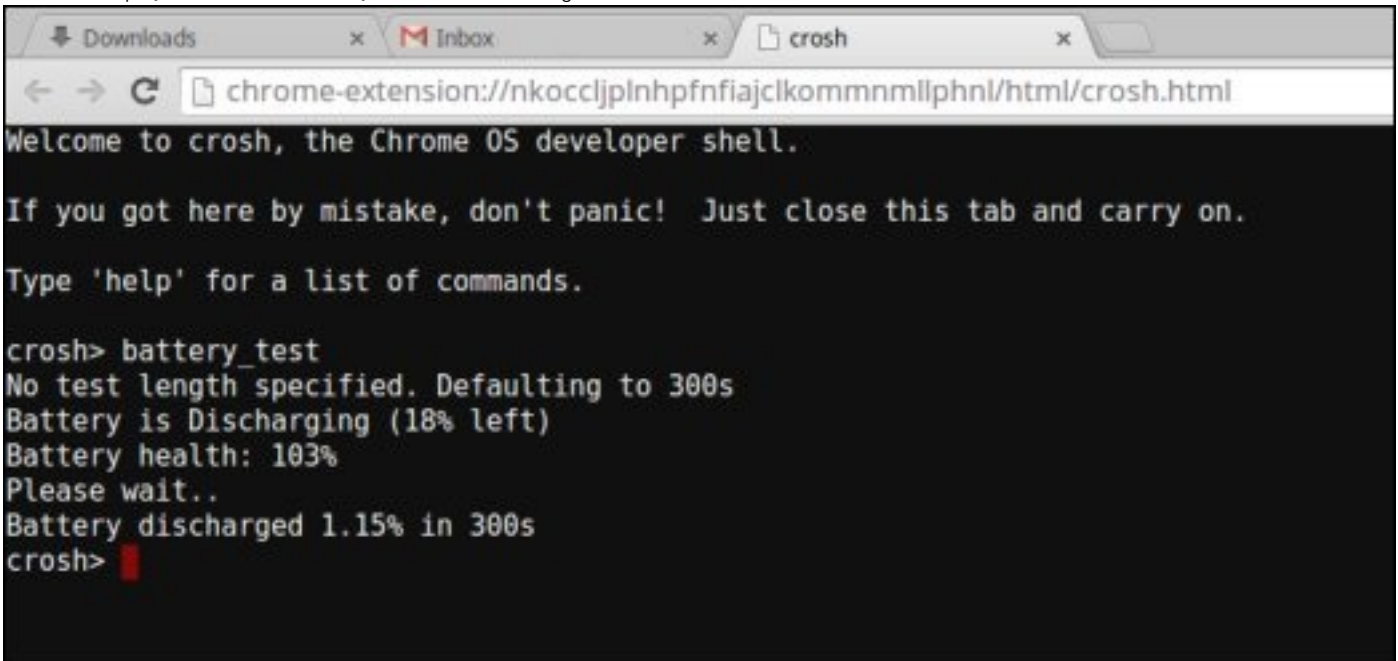 Downloads
Inbox
crosh
chrome-extension://nkoccljplnhpfnfiajclkommnmllphnl/html/crosh.html
Welcome to crosh, the Chrome OS developer shell.
If you got here by mistake, don't panic!  Just close this tab and carry on.
Type 'help' for a list of commands.
crosh> battery_test
No test length specified. Defaulting to 300s
Battery is Discharging (18% left)
Battery health: 103%
Please wait..
Battery discharged 1.15% in 300s
crosh>